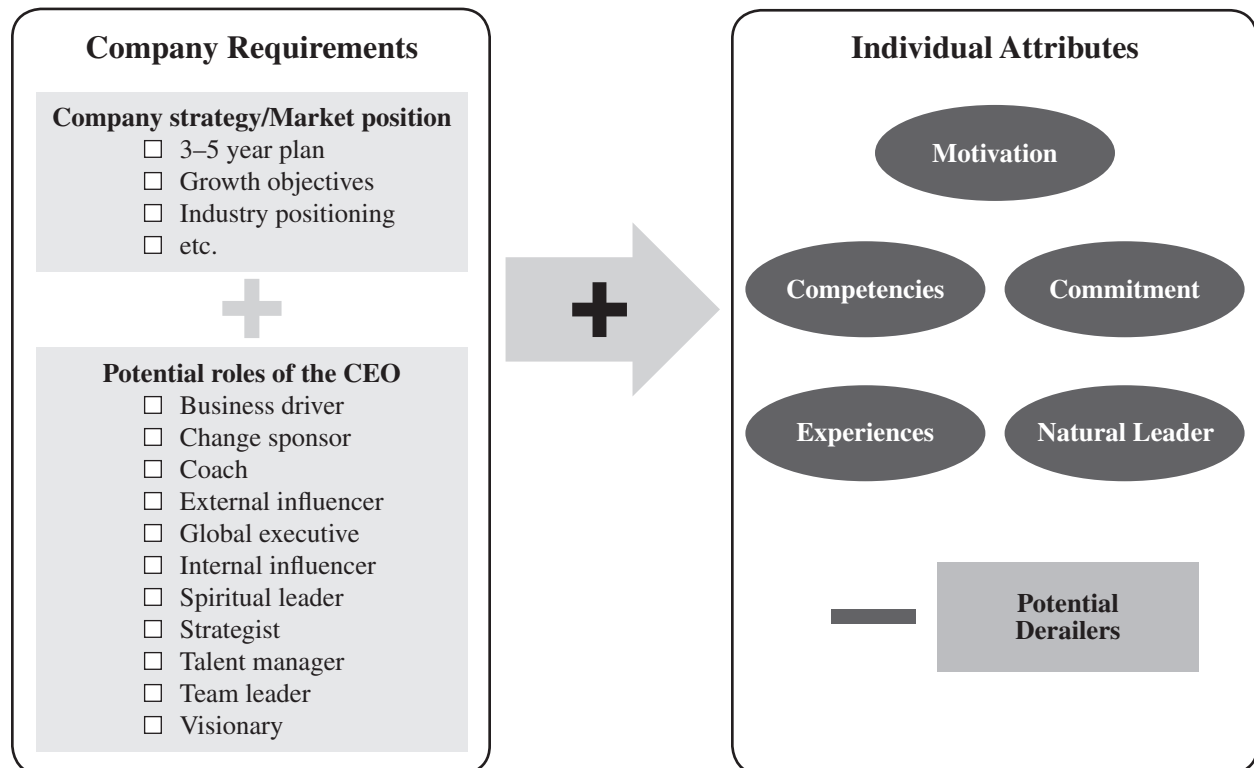 Company Requirements
Company strategy/Market position
☐ 3–5 year plan
☐ Growth objectives
☐ Industry positioning
☐ etc.
+
Potential roles of the CEO
☐ Business driver
☐ Change sponsor
☐ Coach
☐ External influencer
☐ Global executive
☐ Internal influencer
☐ Spiritual leader
☐ Strategist
☐ Talent manager
☐ Team leader
☐ Visionary
+
Individual Attributes
Motivation
Competencies
Commitment
Experiences
Natural Leader
—
Potential
Derailers